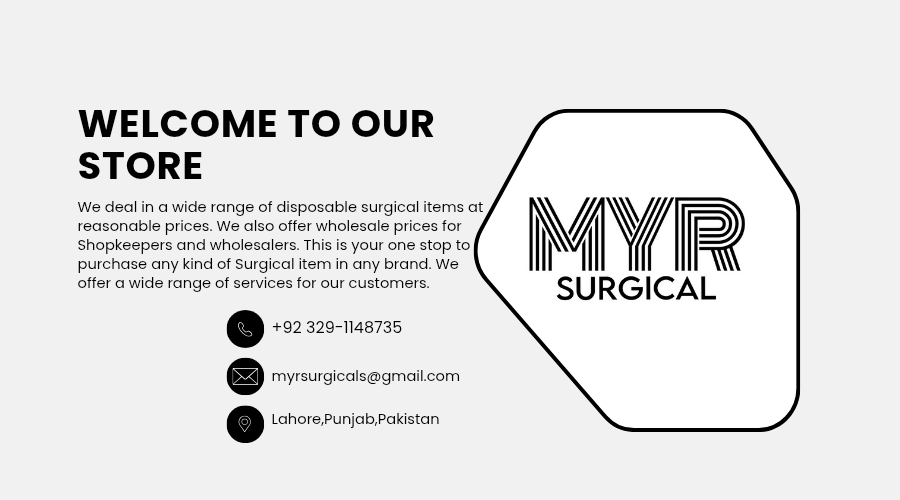 WELCOME TO OUR
STORE
We deal in a wide range of disposable surgical items at
reasonable prices. We also offer wholesale prices for
Shopkeepers and wholesalers. This is your one stop to
purchase any kind of Surgical item in any brand. We
offer a wide range of services for our customers.
+92 329-1148735
myrsurgicals@gmail.com
Lahore,Punjab,Pakistan
MYR
SURGICAL